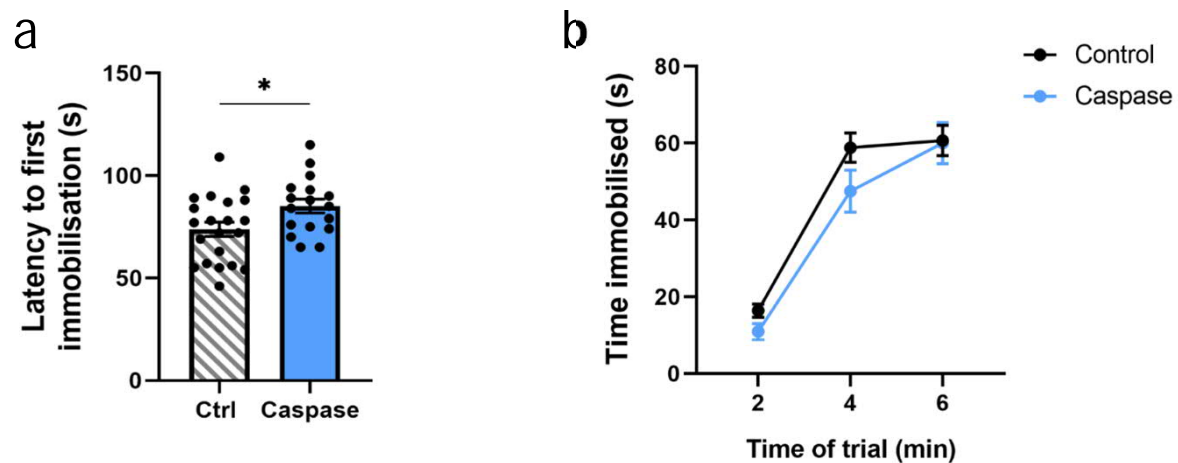 a
Latency to first
immobilisation (s)
150
100
50
0
*
Ctrl
Caspase
b
Time immobilised (s)
80
60
40
20
0
2
4
6
Time of trial (min)
Control
Caspase